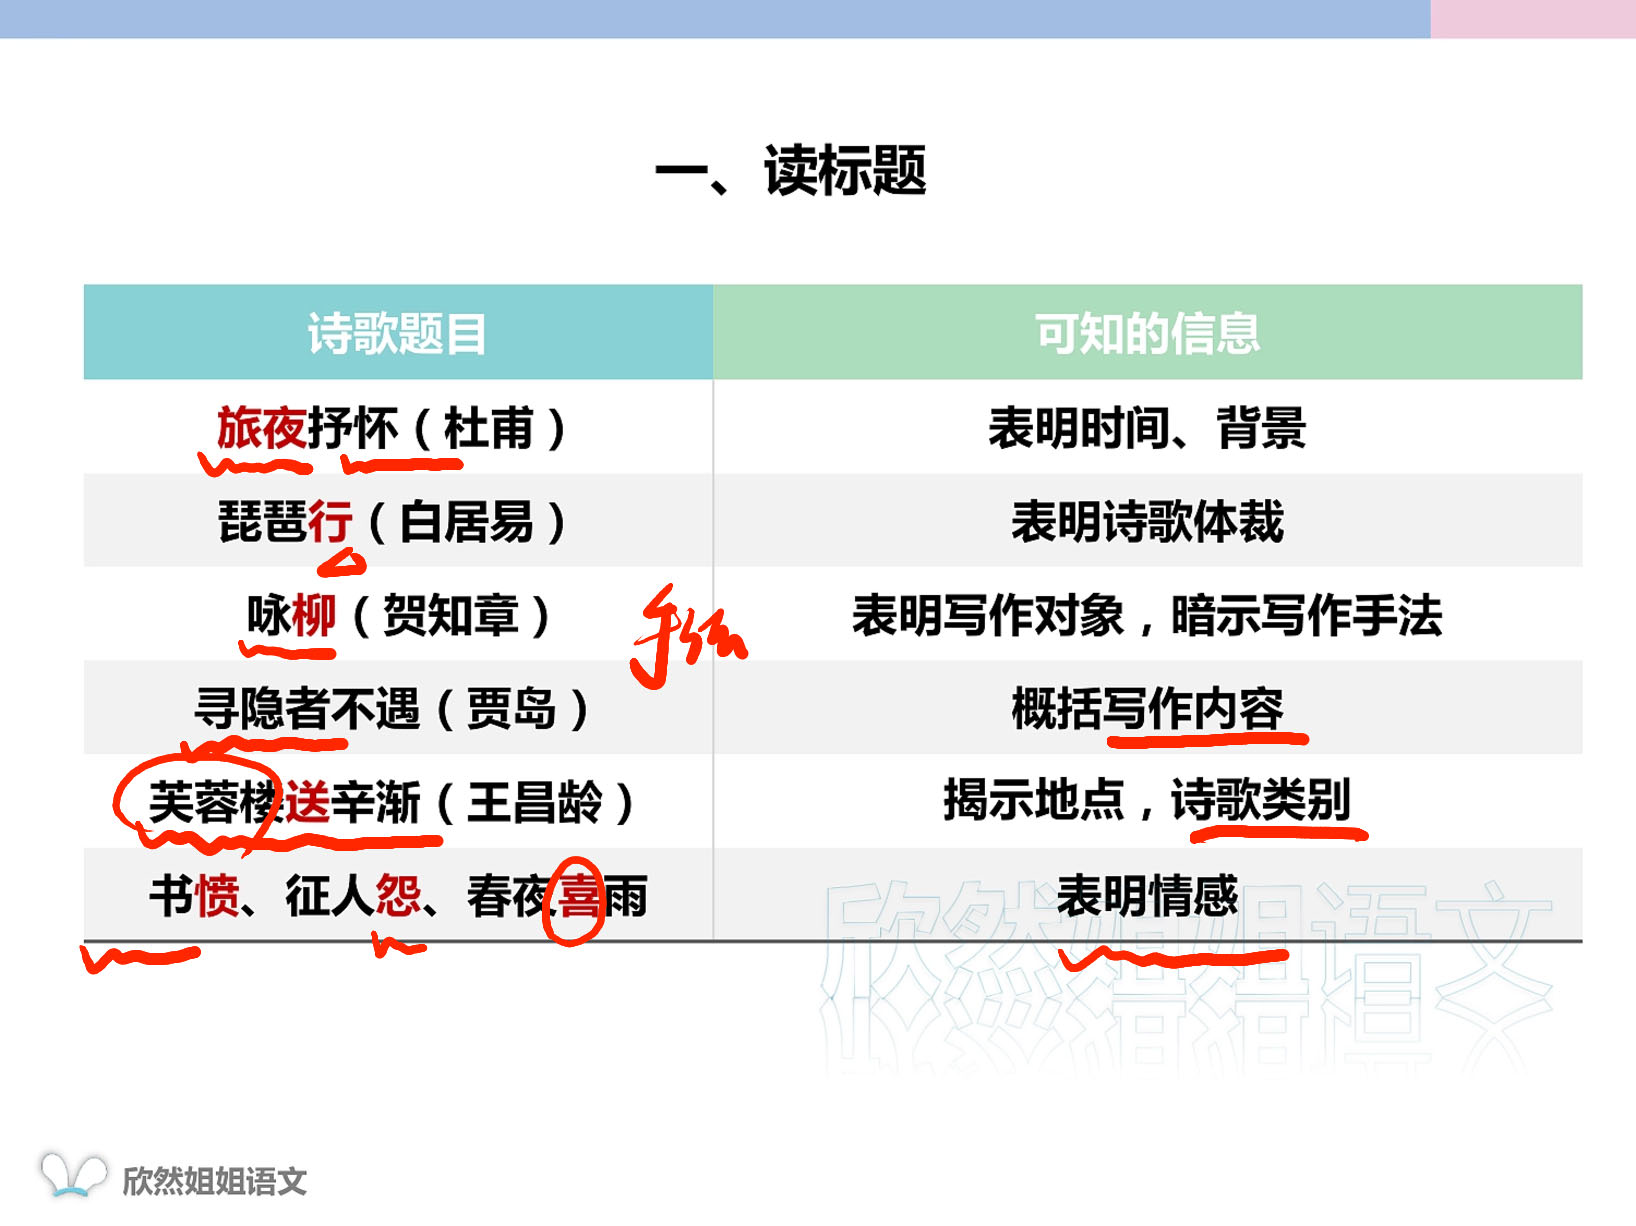 一、读标题
诗歌题目 可知的信息
旅夜抒怀（杜甫） 表明时间、背景
琵琶行（白居易） 表明诗歌体裁
咏柳（贺知章） 表明写作对象，暗示写作手法
寻隐者不遇（贾岛） 概括写作内容
芙蓉楼送辛渐（王昌龄） 揭示地点，诗歌类别
书愤、征人怨、春夜喜雨 表明情感
欣然姐姐语文
欣然姐姐语文